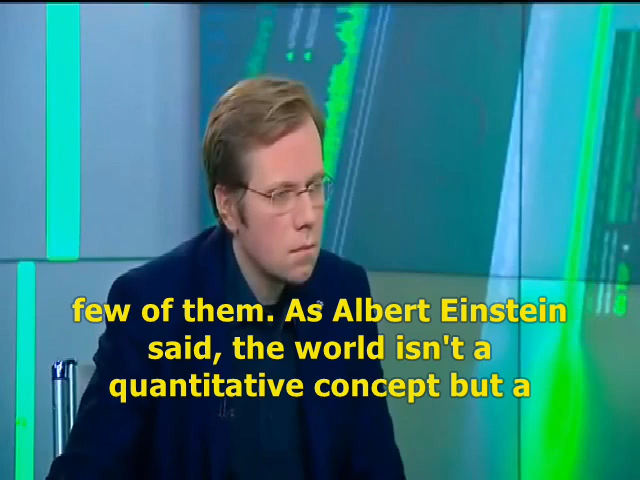 few of them. As Albert Einstein
said, the world isn't a
quantitative concept but a